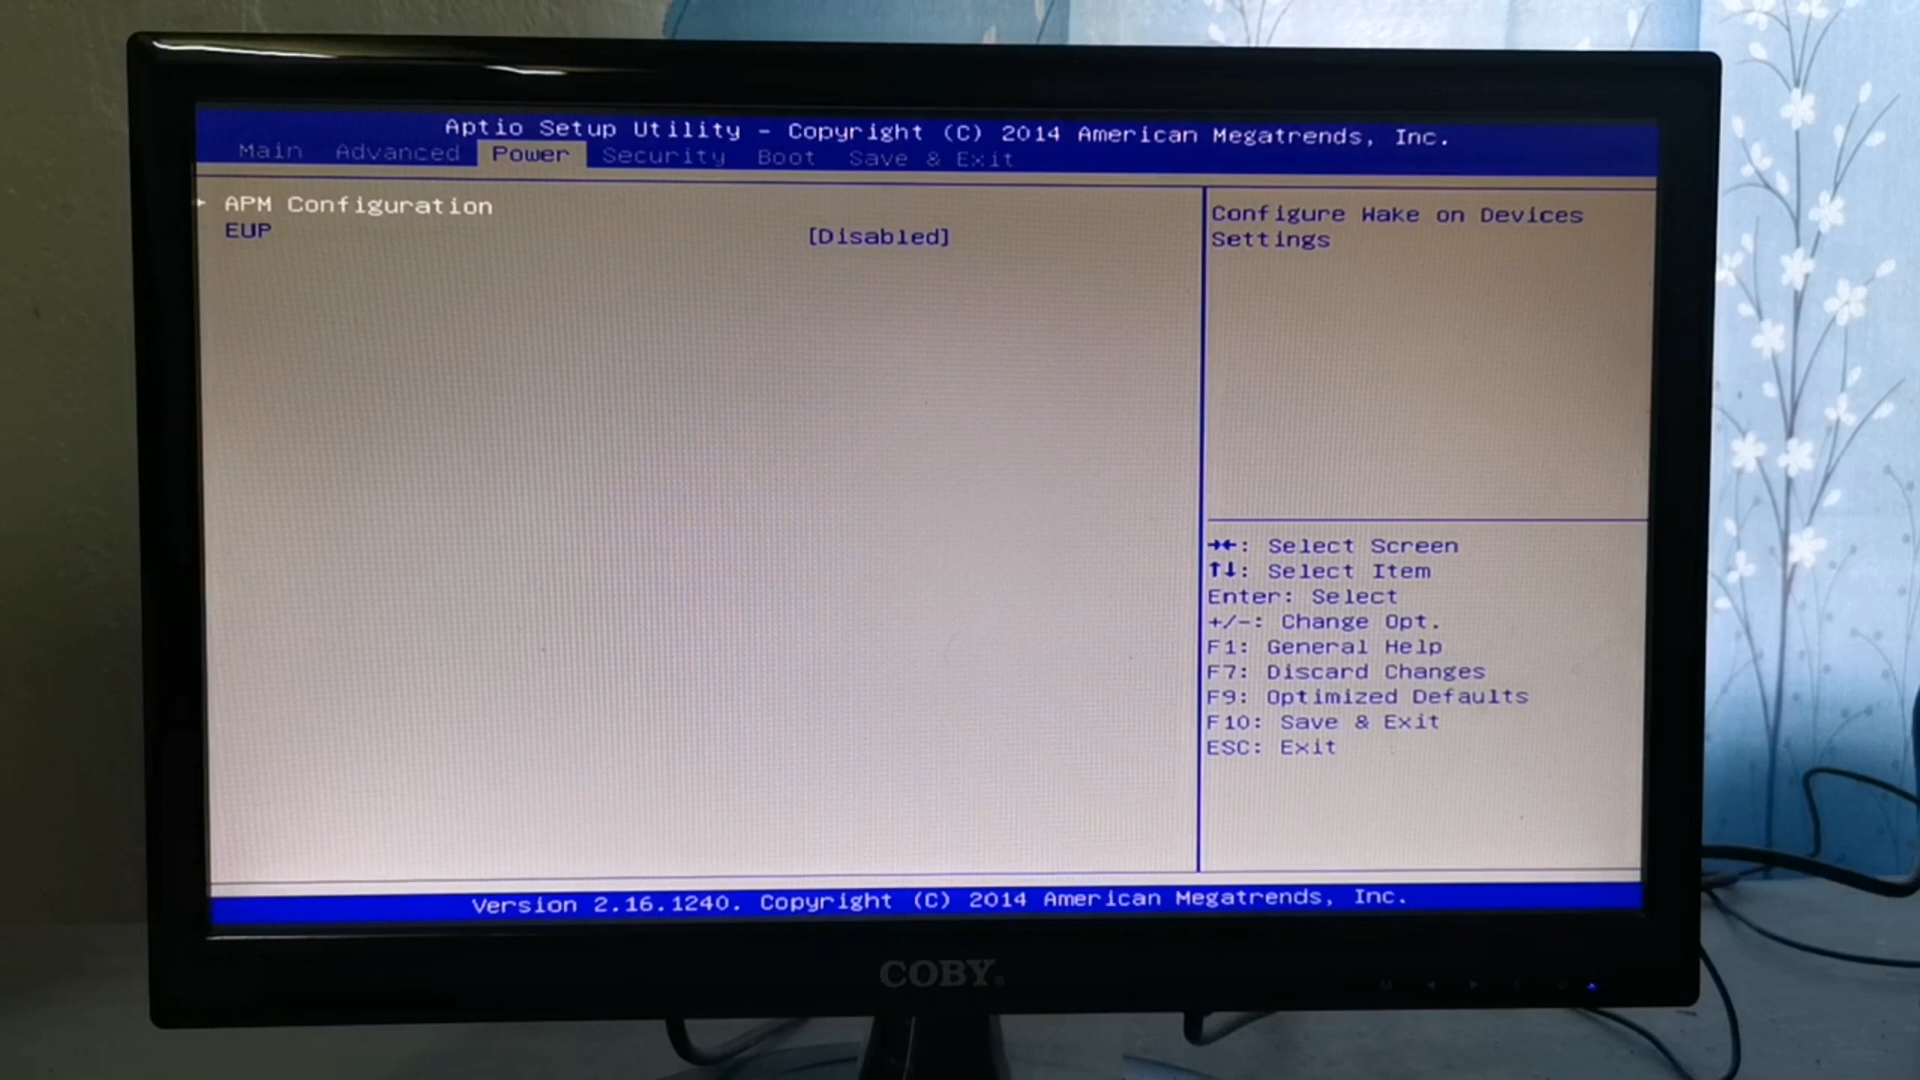 Aptio Setup Utility - Copyright (C) 2014 American Megatrends, Inc.
Main Advanced Power Security Boot Save & Exit
APM Configuration
EUP [Disabled]
Configure Wake on Devices
Settings
→←: Select Screen
↑↓: Select Item
Enter: Select
+/-: Change Opt.
F1: General Help
F7: Discard Changes
F9: Optimized Defaults
F10: Save & Exit
ESC: Exit
Version 2.16.1240. Copyright (C) 2014 American Megatrends, Inc.
COBY